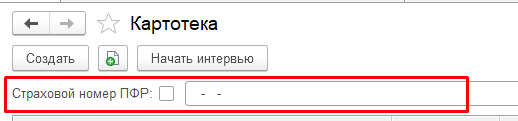 Картотека
Создать Начать интервью
Страховой номер ПФР: - -